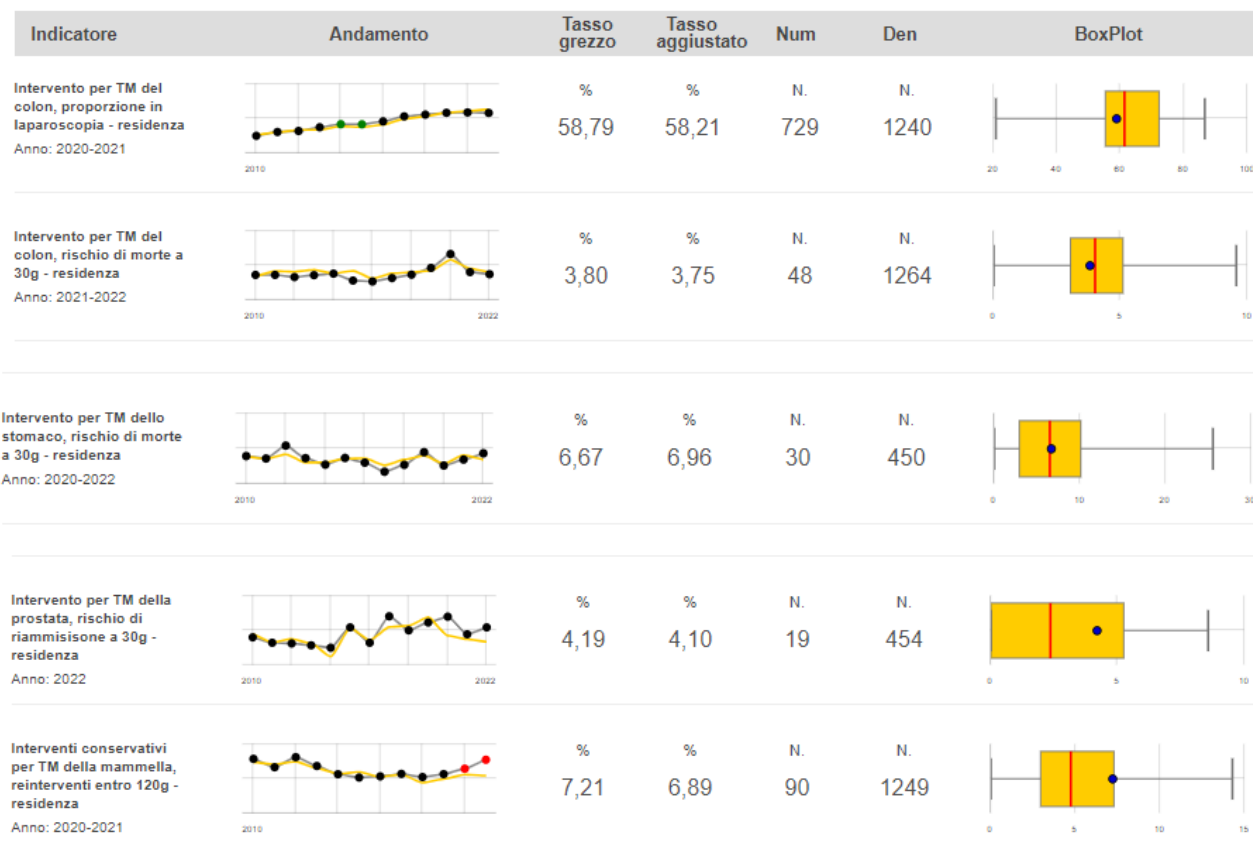 Indicatore Andamento Tasso grezzo Tasso aggiustato Num Den BoxPlot
Intervento per TM del
colon, proporzione in
laparoscopia - residenza
Anno: 2020-2021
2010
% % N. N.
58,79 58,21 729 1240
20 40 60 80 100
Intervento per TM del
colon, rischio di morte a
30g - residenza
Anno: 2021-2022
2010 2022
% % N. N.
3,80 3,75 48 1264
0 5 10
Intervento per TM dello
stomaco, rischio di morte
a 30g - residenza
Anno: 2020-2022
2010 2022
% % N. N.
6,67 6,96 30 450
0 10 20 30
Intervento per TM della
prostata, rischio di
riammisisone a 30g -
residenza
Anno: 2022
2010 2022
% % N. N.
4,19 4,10 19 454
0 5 10
Interventi conservativi
per TM della mammella,
reinterventi entro 120g -
residenza
Anno: 2020-2021
2010
% % N. N.
7,21 6,89 90 1249
0 5 10 15